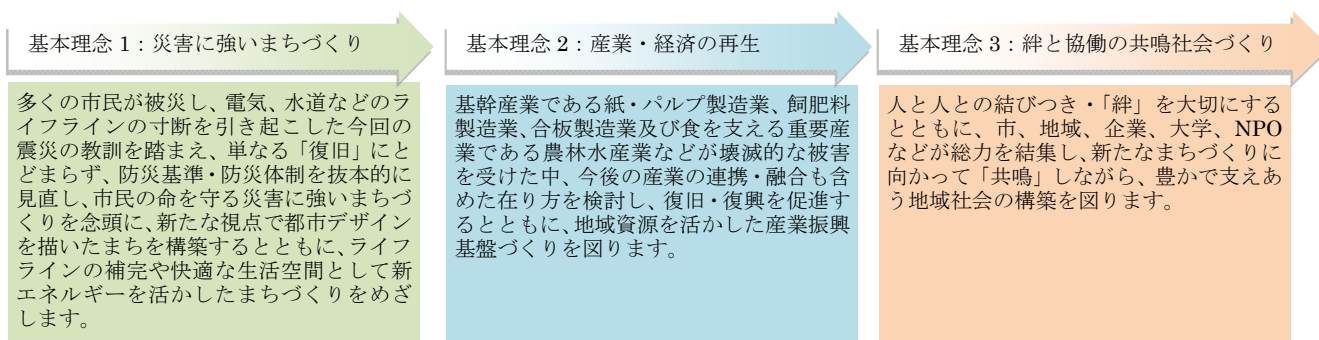 基本理念 1：災害に強いまちづくり
多くの市民が被災し、電気、水道などのラ
イフラインの寸断を引き起こした今回の
震災の教訓を踏まえ、単なる「復旧」にと
どまらず、防災基準・防災体制を抜本的に
見直し、市民の命を守る災害に強いまちづ
くりを念頭に、新たな視点で都市デザイン
を描いたまちを構築するとともに、ライフ
ラインの補完や快適な生活空間として新
エネルギーを活かしたまちづくりをめざ
します。
基本理念 2：産業・経済の再生
基幹産業である紙・パルプ製造業、飼肥料
製造業、合板製造業及び食を支える重要産
業である農林水産業などが壊滅的な被害
を受けた中、今後の産業の連携・融合も含
めた在り方を検討し、復旧・復興を促進す
るとともに、地域資源を活かした産業振興
基盤づくりを図ります。
基本理念 3：絆と協働の共鳴社会づくり
人と人との結びつき・「絆」を大切にする
とともに、市、地域、企業、大学、NPO
などが総力を結集し、新たなまちづくりに
向かって「共鳴」しながら、豊かで支えあ
う地域社会の構築を図ります。